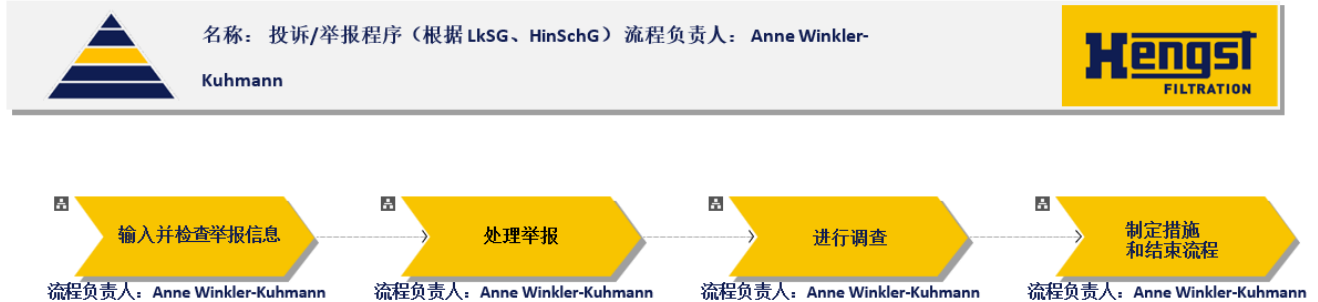 名称： 投诉/举报程序（根据 LkSG、HinSchG）流程负责人： Anne Winkler-
Kuhmann
Hengst
FILTRATION
输入并检查举报信息
处理举报
进行调查
制定措施
和结束流程
流程负责人：Anne Winkler-Kuhmann
流程负责人：Anne Winkler-Kuhmann
流程负责人：Anne Winkler-Kuhmann
流程负责人：Anne Winkler-Kuhmann